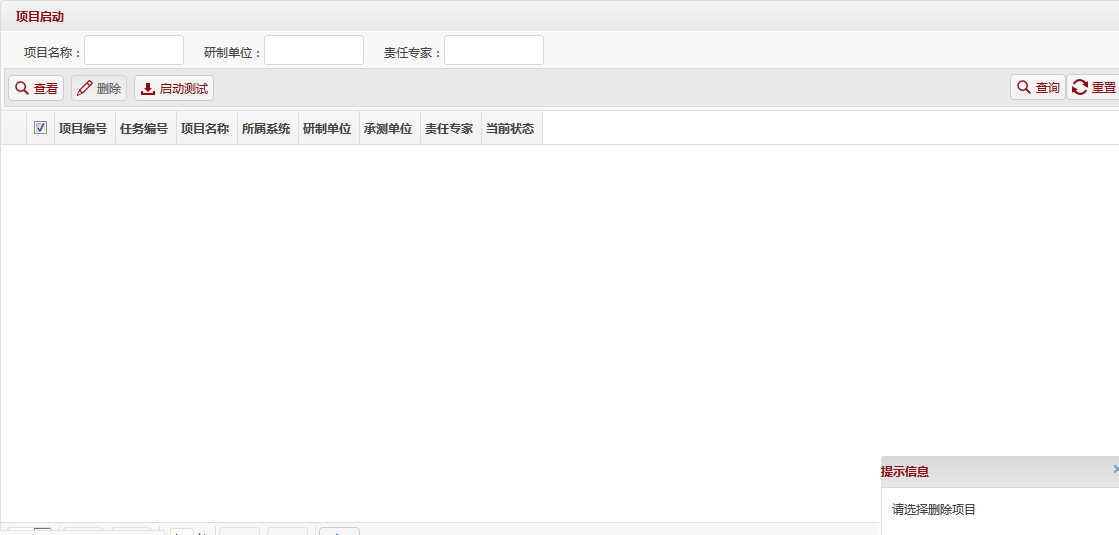 项目启动
项目名称： 研制单位： 责任专家：
查看 删除 启动测试 查询 重置
项目编号 任务编号 项目名称 所属系统 研制单位 承测单位 责任专家 当前状态
提示信息
请选择删除项目